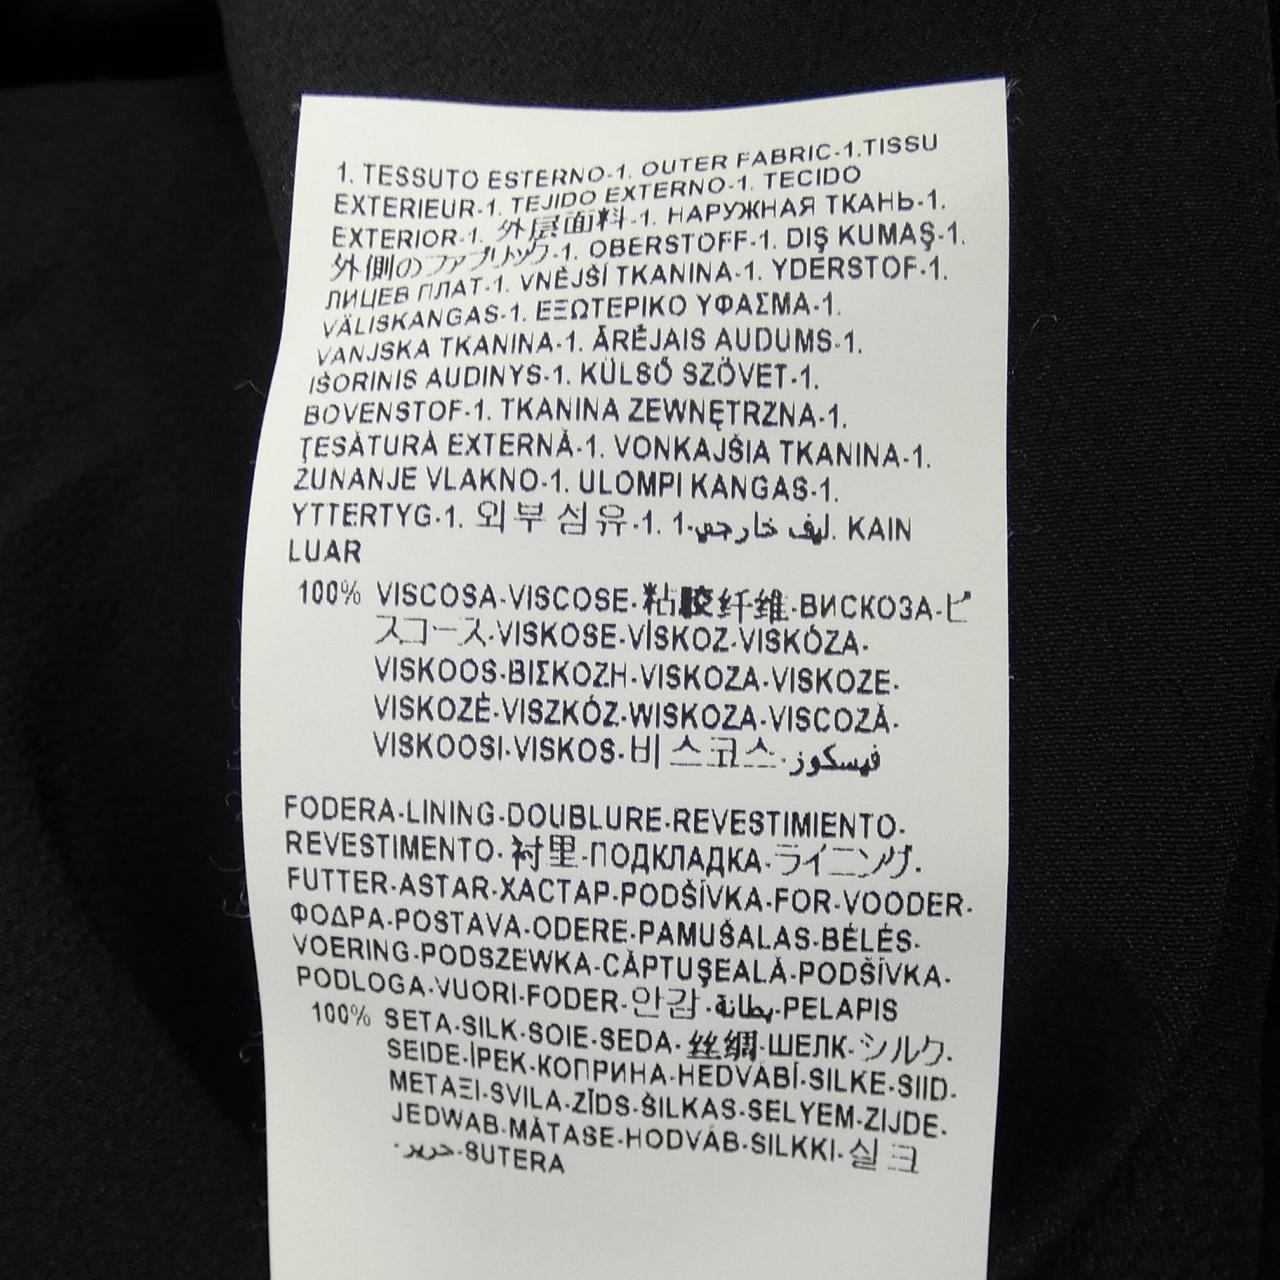 1. TESSUTO ESTERNO-1. OUTER FABRIC-1.TISSU
EXTERIEUR-1. TEJIDO EXTERNO-1. TECIDO
EXTERIOR-1. 外层面料-1. НАРУЖНАЯ ТКАНЬ-1.
外側のファブリック-1. OBERSTOFF-1. DIŞ KUMAŞ-1.
ЛИЦЕВ ПЛАТ-1. VNĚJŠÍ TKANINA-1. YDERSTOF-1.
VÄLISKANGAS-1. ΕΞΩΤΕΡΙΚΟ ΥΦΑΣΜΑ-1.
VANJSKA TKANINA-1. ĀRĒJAIS AUDUMS-1.
IŠORINIS AUDINYS-1. KÜLSŐ SZÖVET-1.
BOVENSTOF-1. TKANINA ZEWNĘTRZNA-1.
ŢESĂTURĂ EXTERNĂ-1. VONKAJŠIA TKANINA-1.
ZUNANJE VLAKNO-1. ULOMPI KANGAS-1.
YTTERTYG-1. 외부 섬유-1. 1-ليف خارجي. KAIN
LUAR
100% VISCOSA-VISCOSE-粘胶纤维-ВИСКОЗА-ビ
スコース-VISKOSE-VİSKOZ-VISKÓZA-
VISKOOS-ΒΙΣΚΟΖΗ-VISKOZA-VISKOZE-
VISKOZĖ-VISZKÓZ-WISKOZA-VISCOZĂ-
VISKOOSI-VISKOS-비스코스-فيسكوز
FODERA-LINING-DOUBLURE-REVESTIMIENTO-
REVESTIMENTO-衬里-ПОДКЛАДКА-ライニング-
FUTTER-ASTAR-ХАСТАР-PODŠÍVKA-FOR-VOODER-
ΦΟΔΡΑ-POSTAVA-ODERE-PAMUŠALAS-BÉLÉS-
VOERING-PODSZEWKA-CĂPTUŞEALĂ-PODŠÍVKA-
PODLOGA-VUORI-FODER-안감-بطانة-PELAPIS
100% SETA-SILK-SOIE-SEDA-丝绸-ШЕЛК-シルク-
SEIDE-İPEK-КОПРИНА-HEDVÁBÍ-SILKE-SIID-
ΜΕΤΑΞΙ-SVILA-ZĪDS-ŠILKAS-SELYEM-ZIJDE-
JEDWAB-MĂTASE-HODVÁB-SILKKI-실크
-حرير-SUTERA